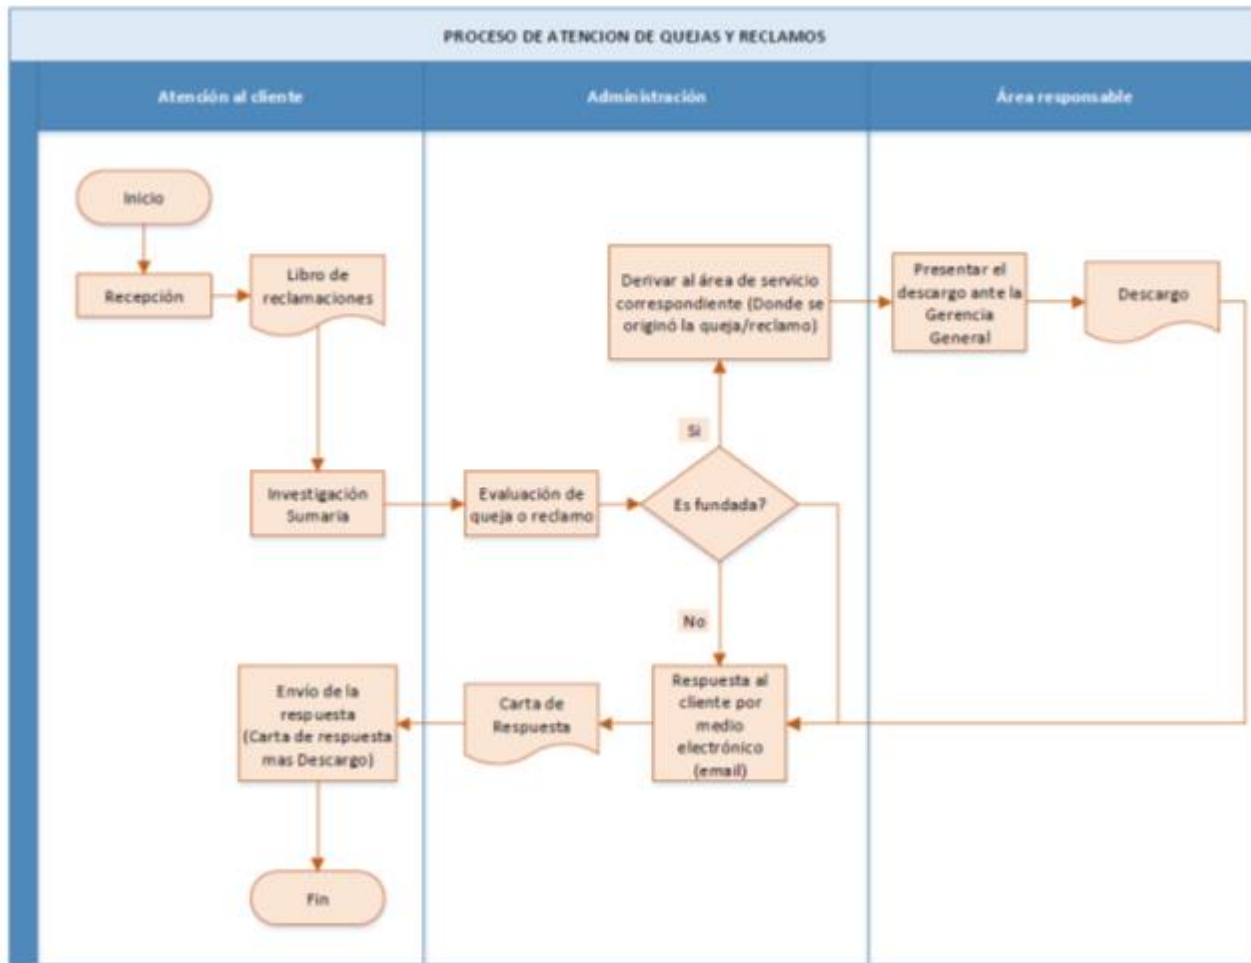 PROCESO DE ATENCION DE QUEJAS Y RECLAMOS
Atención al cliente
Administración
Área responsable
Inicio
Recepción
Libro de
reclamaciones
Derivar al área de servicio
correspondiente (Donde se
originó la queja/reclamo)
Presentar el
descargo ante la
Gerencia
General
Descargo
Si
Investigación
Sumaria
Evaluación de
queja o reclamo
Es fundada?
No
Envío de la
respuesta
(Carta de respuesta
mas Descargo)
Carta de
Respuesta
Respuesta al
cliente por
medio
electrónico
(email)
Fin